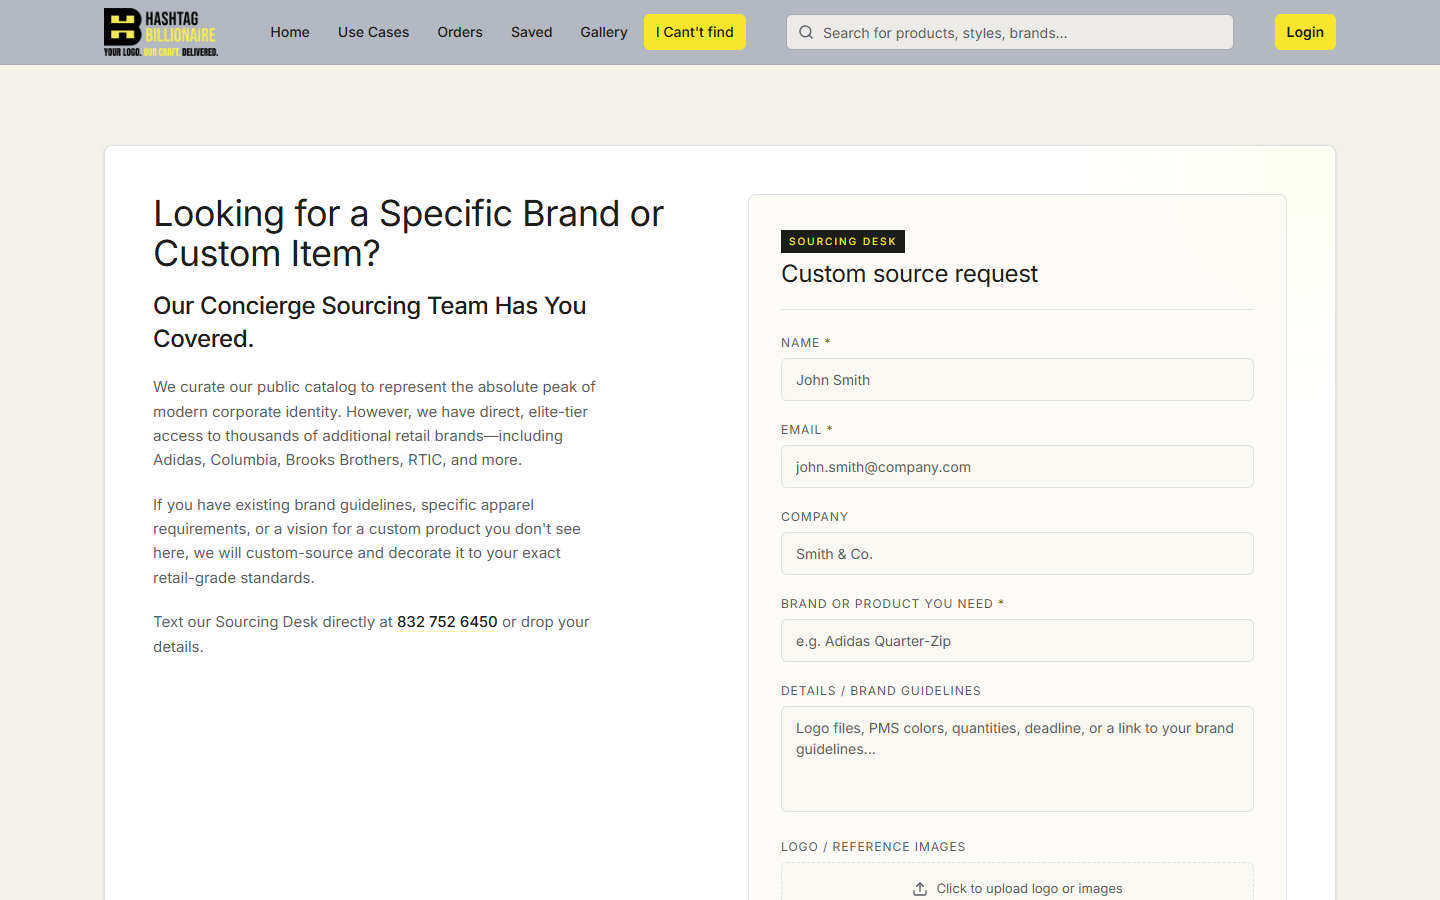 HASHTAG
BILLIONAIRE
YOUR LOGO. OUR CRAFT. DELIVERED.
Home
Use Cases
Orders
Saved
Gallery
I Cant't find
Search for products, styles, brands...
Login
Looking for a Specific Brand or
Custom Item?
Our Concierge Sourcing Team Has You
Covered.
We curate our public catalog to represent the absolute peak of
modern corporate identity. However, we have direct, elite-tier
access to thousands of additional retail brands—including
Adidas, Columbia, Brooks Brothers, RTIC, and more.
If you have existing brand guidelines, specific apparel
requirements, or a vision for a custom product you don't see
here, we will custom-source and decorate it to your exact
retail-grade standards.
Text our Sourcing Desk directly at 832 752 6450 or drop your
details.
SOURCING DESK
Custom source request
NAME *
John Smith
EMAIL *
john.smith@company.com
COMPANY
Smith & Co.
BRAND OR PRODUCT YOU NEED *
e.g. Adidas Quarter-Zip
DETAILS / BRAND GUIDELINES
Logo files, PMS colors, quantities, deadline, or a link to your brand
guidelines...
LOGO / REFERENCE IMAGES
Click to upload logo or images